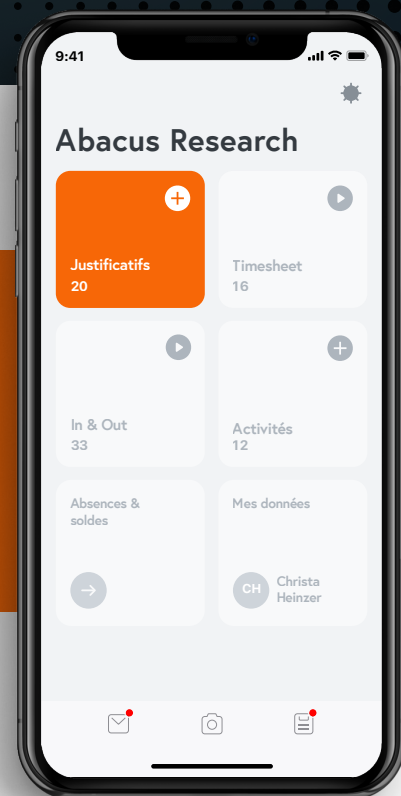 9:41
Abacus Research
Justificatifs
20
Timesheet
16
In & Out
33
Activités
12
Absences &
soldes
Mes données
CH
Christa
Heinzer